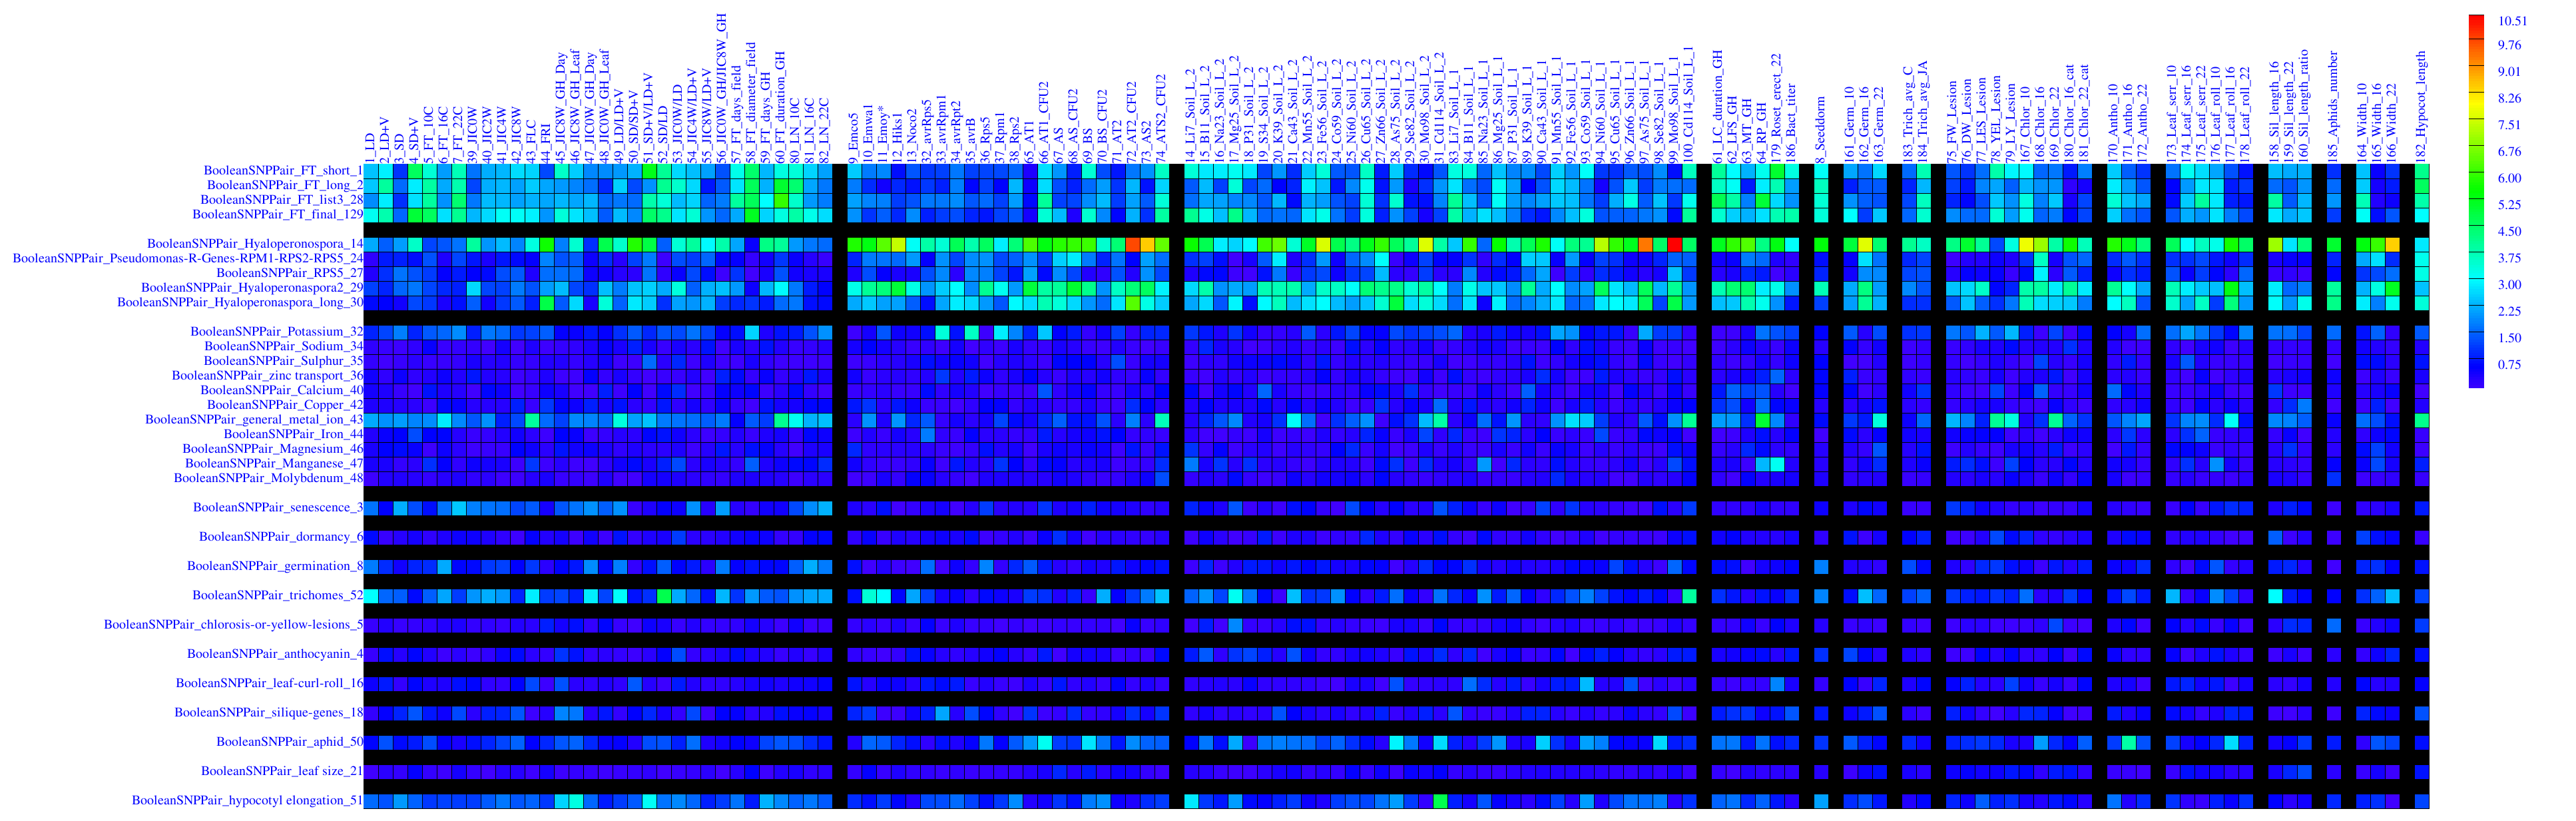 1_LD
2_LD+V
3_SD
4_SD+V
5_FT_10C
6_FT_16C
7_FT_22C
39_JIC0W
40_JIC2W
41_JIC4W
42_JIC8W
43_FLC
44_FRI
45_JIC8W_GH_Day
46_JIC8W_GH_Leaf
47_JIC0W_GH_Day
48_JIC0W_GH_Leaf
49_LD/LD+V
50_SD/SD+V
51_SD+V/LD+V
52_SD/LD
53_JIC0W/LD
54_JIC4W/LD+V
55_JIC8W/LD+V
56_JIC0W_GH/JIC8W_GH
57_FT_days_field
58_FT_diameter_field
59_FT_days_GH
60_FT_duration_GH
80_LN_10C
81_LN_16C
82_LN_22C
9_Emco5
10_Emwa1
11_Emoy*
12_Hiks1
13_Noco2
32_avrRps5
33_avrRpm1
34_avrRpt2
35_avrB
36_Rps5
37_Rpm1
38_Rps2
65_AT1
66_AT1_CFU2
67_AS
68_AS_CFU2
69_BS
70_BS_CFU2
71_AT2
72_AT2_CFU2
73_AS2
74_ATS2_CFU2
14_Li7_Soil_L_2
15_B11_Soil_L_2
16_Na23_Soil_L_2
17_Mg25_Soil_L_2
18_P31_Soil_L_2
19_S34_Soil_L_2
20_K39_Soil_L_2
21_Ca43_Soil_L_2
22_Mn55_Soil_L_2
23_Fe56_Soil_L_2
24_Co59_Soil_L_2
25_Ni60_Soil_L_2
26_Cu65_Soil_L_2
27_Zn66_Soil_L_2
28_As75_Soil_L_2
29_Se82_Soil_L_2
30_Mo98_Soil_L_2
31_Cd114_Soil_L_2
83_Li7_Soil_L_1
84_B11_Soil_L_1
85_Na23_Soil_L_1
86_Mg25_Soil_L_1
87_P31_Soil_L_1
89_K39_Soil_L_1
90_Ca43_Soil_L_1
91_Mn55_Soil_L_1
92_Fe56_Soil_L_1
93_Co59_Soil_L_1
94_Ni60_Soil_L_1
95_Cu65_Soil_L_1
96_Zn66_Soil_L_1
97_As75_Soil_L_1
98_Se82_Soil_L_1
99_Mo98_Soil_L_1
100_Cd114_Soil_L_1
61_LC_duration_GH
62_LFS_GH
63_MT_GH
64_RP_GH
179_Roset_erect_22
186_Bact_titer
8_Seeddorm
161_Germ_10
162_Germ_16
163_Germ_22
183_Trich_avg_C
184_Trich_avg_JA
75_FW_Lesion
76_DW_Lesion
77_LES_Lesion
78_YEL_Lesion
79_LY_Lesion
167_Chlor_10
168_Chlor_16
169_Chlor_22
180_Chlor_16_cat
181_Chlor_22_cat
170_Antho_10
171_Antho_16
172_Antho_22
173_Leaf_serr_10
174_Leaf_serr_16
175_Leaf_serr_22
176_Leaf_roll_10
177_Leaf_roll_16
178_Leaf_roll_22
158_Sil_length_16
159_Sil_length_22
160_Sil_length_ratio
185_Aphids_number
164_Width_10
165_Width_16
166_Width_22
182_Hypocot_length
BooleanSNPPair_FT_short_1
BooleanSNPPair_FT_long_2
BooleanSNPPair_FT_list3_28
BooleanSNPPair_FT_final_129
BooleanSNPPair_Hyaloperonospora_14
BooleanSNPPair_Pseudomonas-R-Genes-RPM1-RPS2-RPS5_24
BooleanSNPPair_RPS5_27
BooleanSNPPair_Hyaloperonaspora2_29
BooleanSNPPair_Hyaloperonaspora_long_30
BooleanSNPPair_Potassium_32
BooleanSNPPair_Sodium_34
BooleanSNPPair_Sulphur_35
BooleanSNPPair_zinc transport_36
BooleanSNPPair_Calcium_40
BooleanSNPPair_Copper_42
BooleanSNPPair_general_metal_ion_43
BooleanSNPPair_Iron_44
BooleanSNPPair_Magnesium_46
BooleanSNPPair_Manganese_47
BooleanSNPPair_Molybdenum_48
BooleanSNPPair_senescence_3
BooleanSNPPair_dormancy_6
BooleanSNPPair_germination_8
BooleanSNPPair_trichomes_52
BooleanSNPPair_chlorosis-or-yellow-lesions_5
BooleanSNPPair_anthocyanin_4
BooleanSNPPair_leaf-curl-roll_16
BooleanSNPPair_silique-genes_18
BooleanSNPPair_aphid_50
BooleanSNPPair_leaf size_21
BooleanSNPPair_hypocotyl elongation_51
10.51
9.76
9.01
8.26
7.51
6.76
6.00
5.25
4.50
3.75
3.00
2.25
1.50
0.75